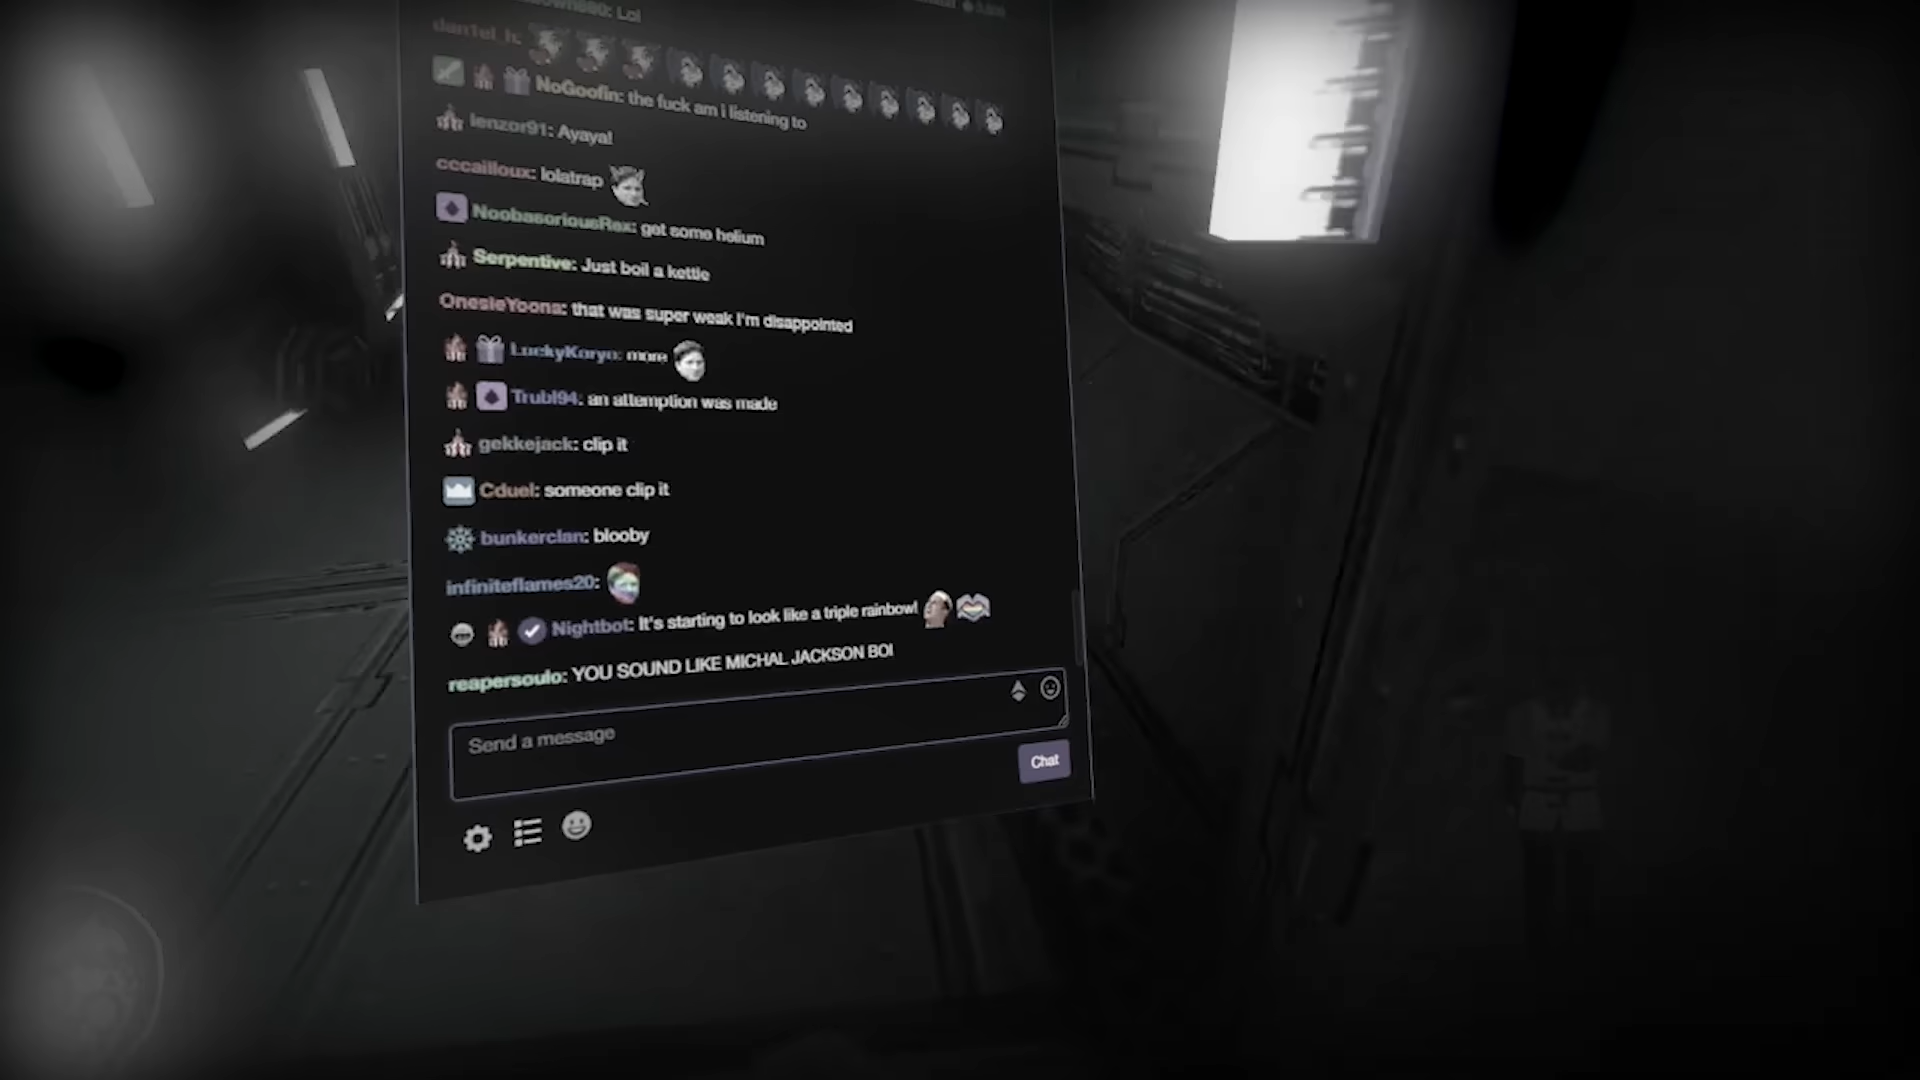 Lol
dan1el_h:
NoGoofin: the fuck am i listening to
lenzor91: Ayaya!
cccailloux: lolatrap
NoobasoriousRex: get some helium
Serpentive: Just boil a kettle
OnesieYoona: that was super weak I'm disappointed
LuckyKoryo: more
Trubl94: an attemption was made
gekkejack: clip it
Cduel: someone clip it
bunkerclan: blooby
infiniteflames20:
Nightbot: It's starting to look like a triple rainbow!
reapersoulo: YOU SOUND LIKE MICHAL JACKSON BOI
Send a message
Chat